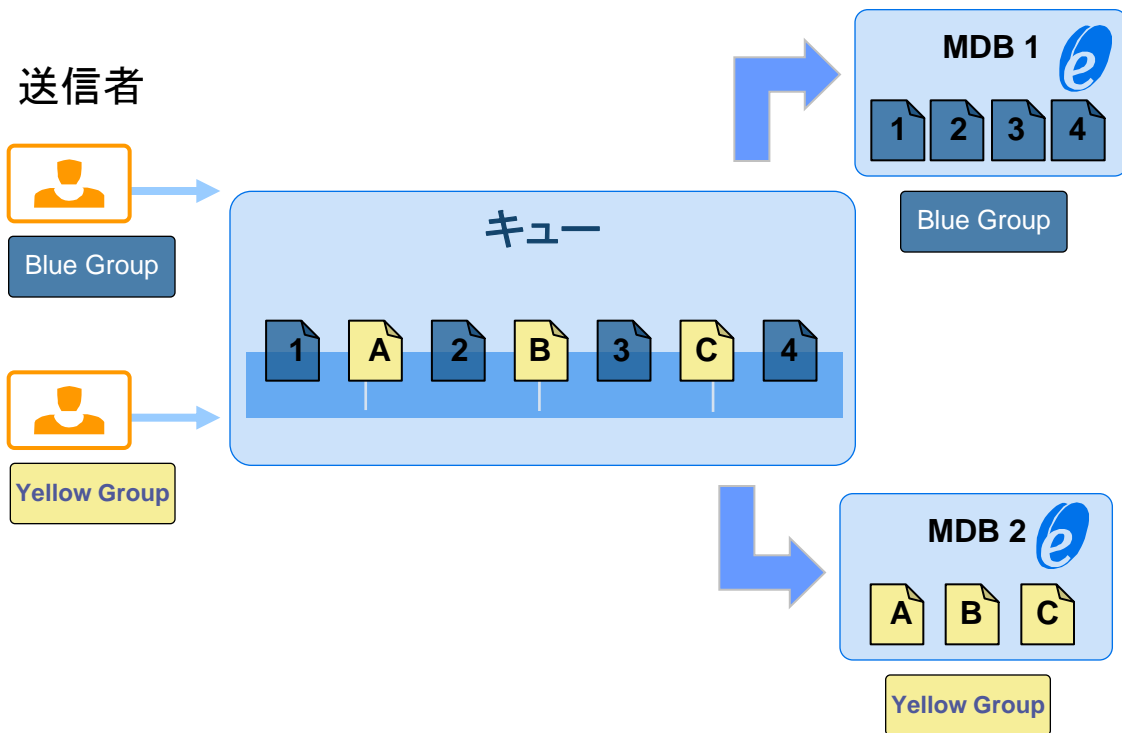 送信者
Blue Group
Yellow Group
キュー
1 A 2 B 3 C 4
MDB 1
1 2 3 4
Blue Group
MDB 2
A B C
Yellow Group